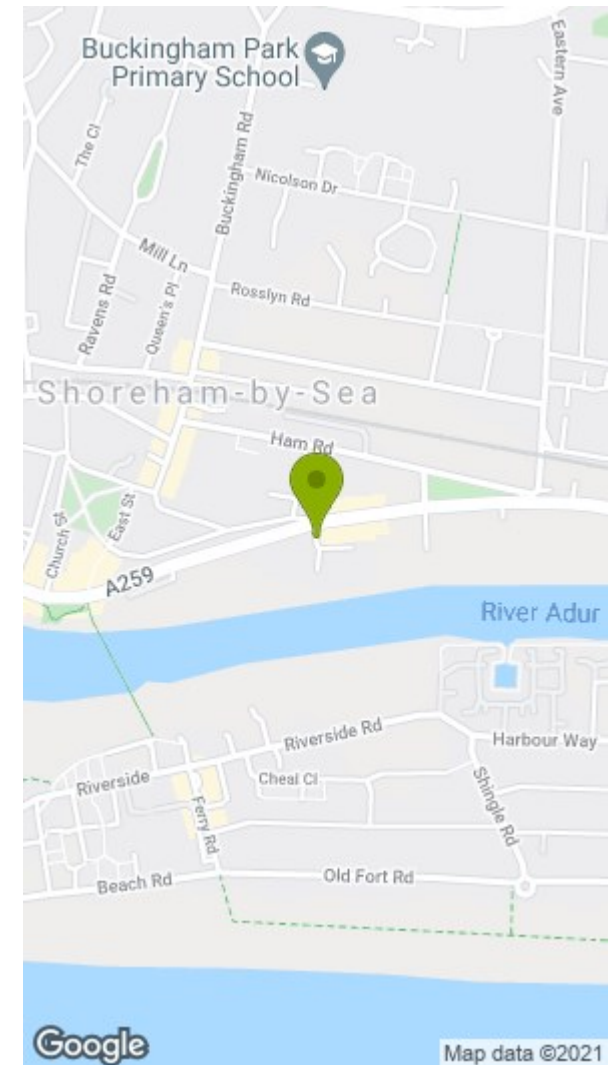 Buckingham Park
Primary School
Eastern Ave
The Cl
Buckingham Rd
Nicolson Dr
Mill Ln
Ravens Rd
Queen's Pl
Rosslyn Rd
Shoreham-by-Sea
Ham Rd
East St
Church St
A259
River Adur
Riverside Rd
Harbour Way
Riverside
Cheal Cl
Shingle Rd
Ferry Rd
Beach Rd
Old Fort Rd
Google
Map data ©2021